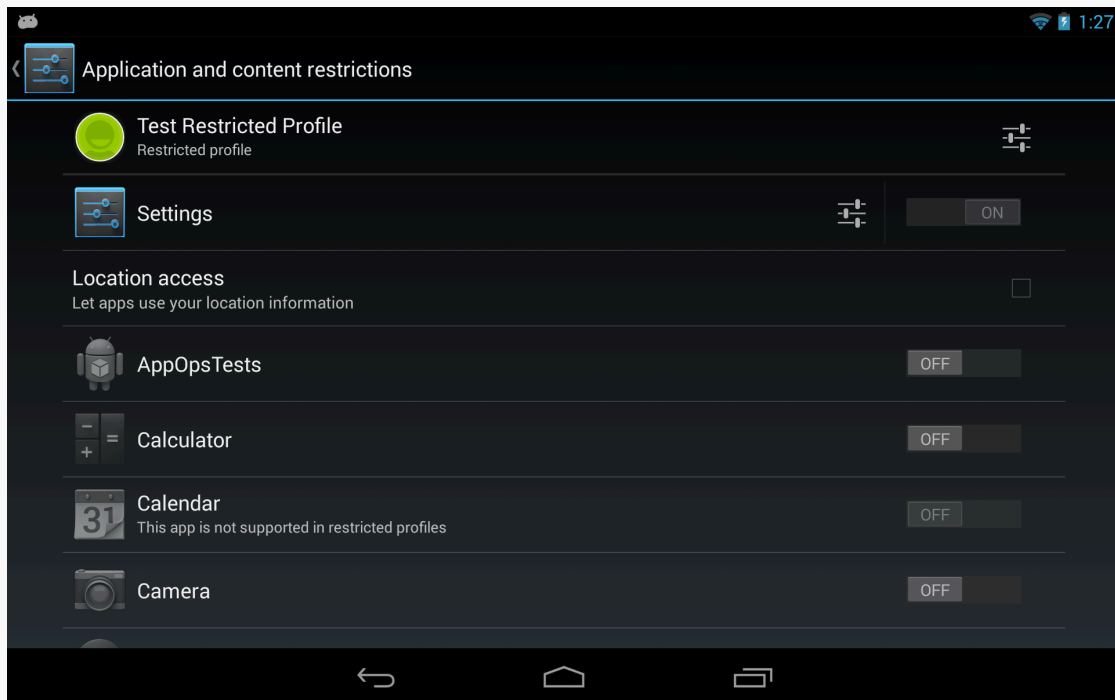 1:27
Application and content restrictions
Test Restricted Profile
Restricted profile
Settings
ON
Location access
Let apps use your location information
AppOpsTests
OFF
Calculator
OFF
31
Calendar
This app is not supported in restricted profiles
OFF
Camera
OFF